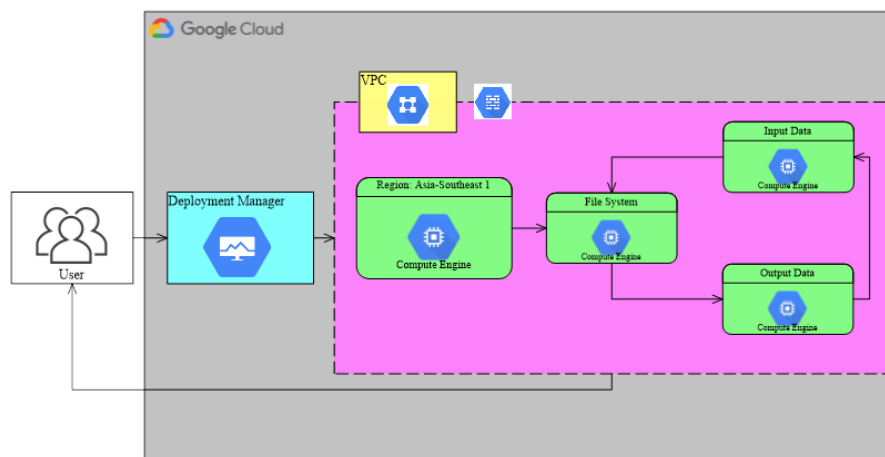 Google Cloud
VPC
Input Data
Compute Engine
Region: Asia-Southeast 1
Compute Engine
File System
Compute Engine
Deployment Manager
User
Output Data
Compute Engine